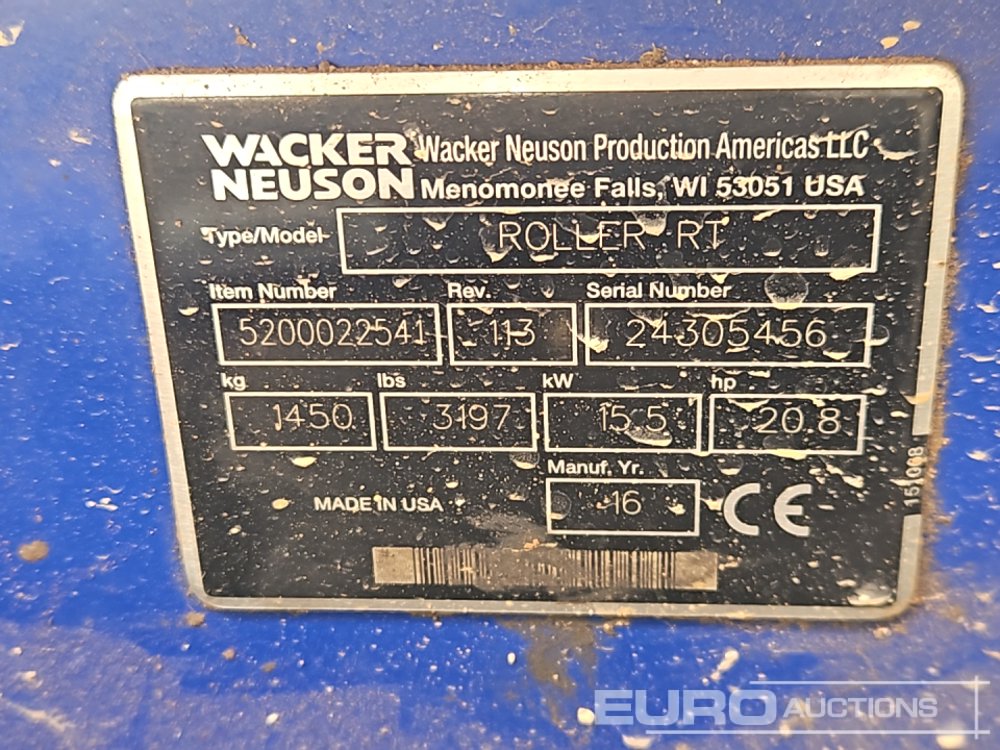 WACKER
NEUSON
Wacker Neuson Production Americas LLC
Menomonee Falls, WI 53051 USA
Type/Model
ROLLER RT
Item Number Rev. Serial Number
5200022541 113 24305456
kg lbs kW hp
1450 3197 15.5 20.8
Manuf. Yr.
MADE IN USA 16 CE
EURO AUCTIONS